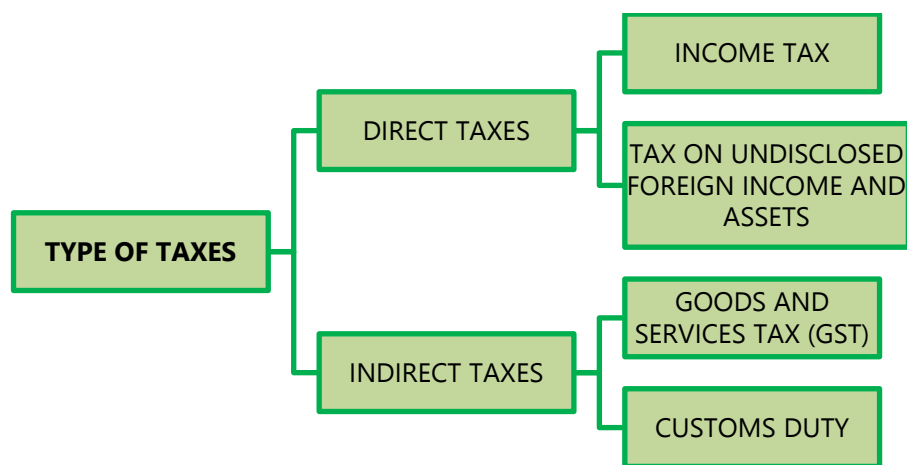 TYPE OF TAXES
DIRECT TAXES
INCOME TAX
TAX ON UNDISCLOSED
FOREIGN INCOME AND
ASSETS
INDIRECT TAXES
GOODS AND
SERVICES TAX (GST)
CUSTOMS DUTY